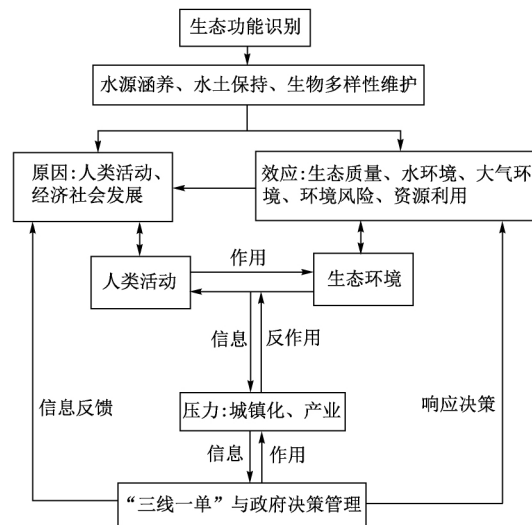 生态功能识别
水源涵养、水土保持、生物多样性维护
原因:人类活动、
经济社会发展
效应:生态质量、水环境、大气环
境、环境风险、资源利用
人类活动
作用
生态环境
信息
反作用
信息反馈
压力:城镇化、产业
响应决策
信息
作用
“三线一单”与政府决策管理